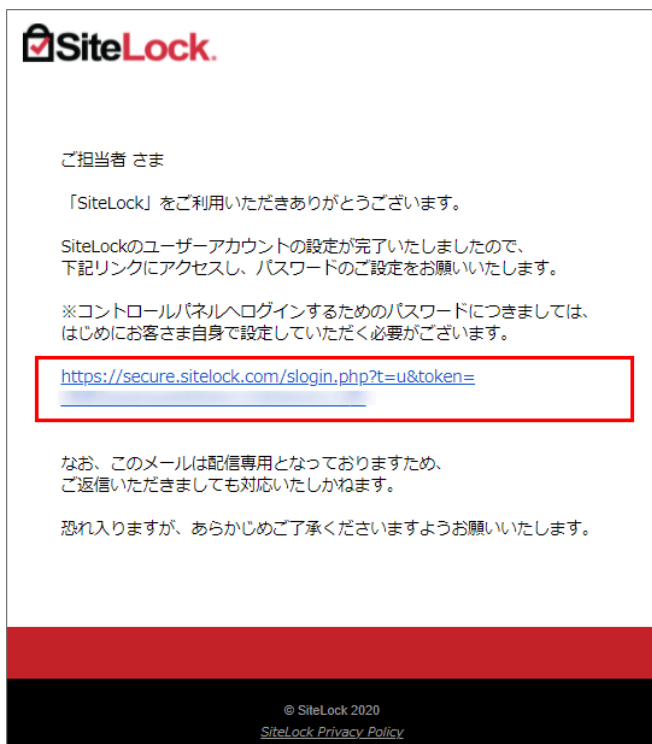 SiteLock.
ご担当者 さま
「SiteLock」をご利用いただきありがとうございます。
SiteLockのユーザーアカウントの設定が完了いたしましたので、
下記リンクにアクセスし、パスワードのご設定をお願いいたします。
※コントロールパネルへログインするためのパスワードにつきましては、
はじめにお客さま自身で設定していただく必要がございます。
https://secure.sitelock.com/slogin.php?t=u&token=
なお、このメールは配信専用となっておりますため、
ご返信いただきましても対応いたしかねます。
恐れ入りますが、あらかじめご了承くださいますようお願いいたします。
© SiteLock 2020
SiteLock Privacy Policy